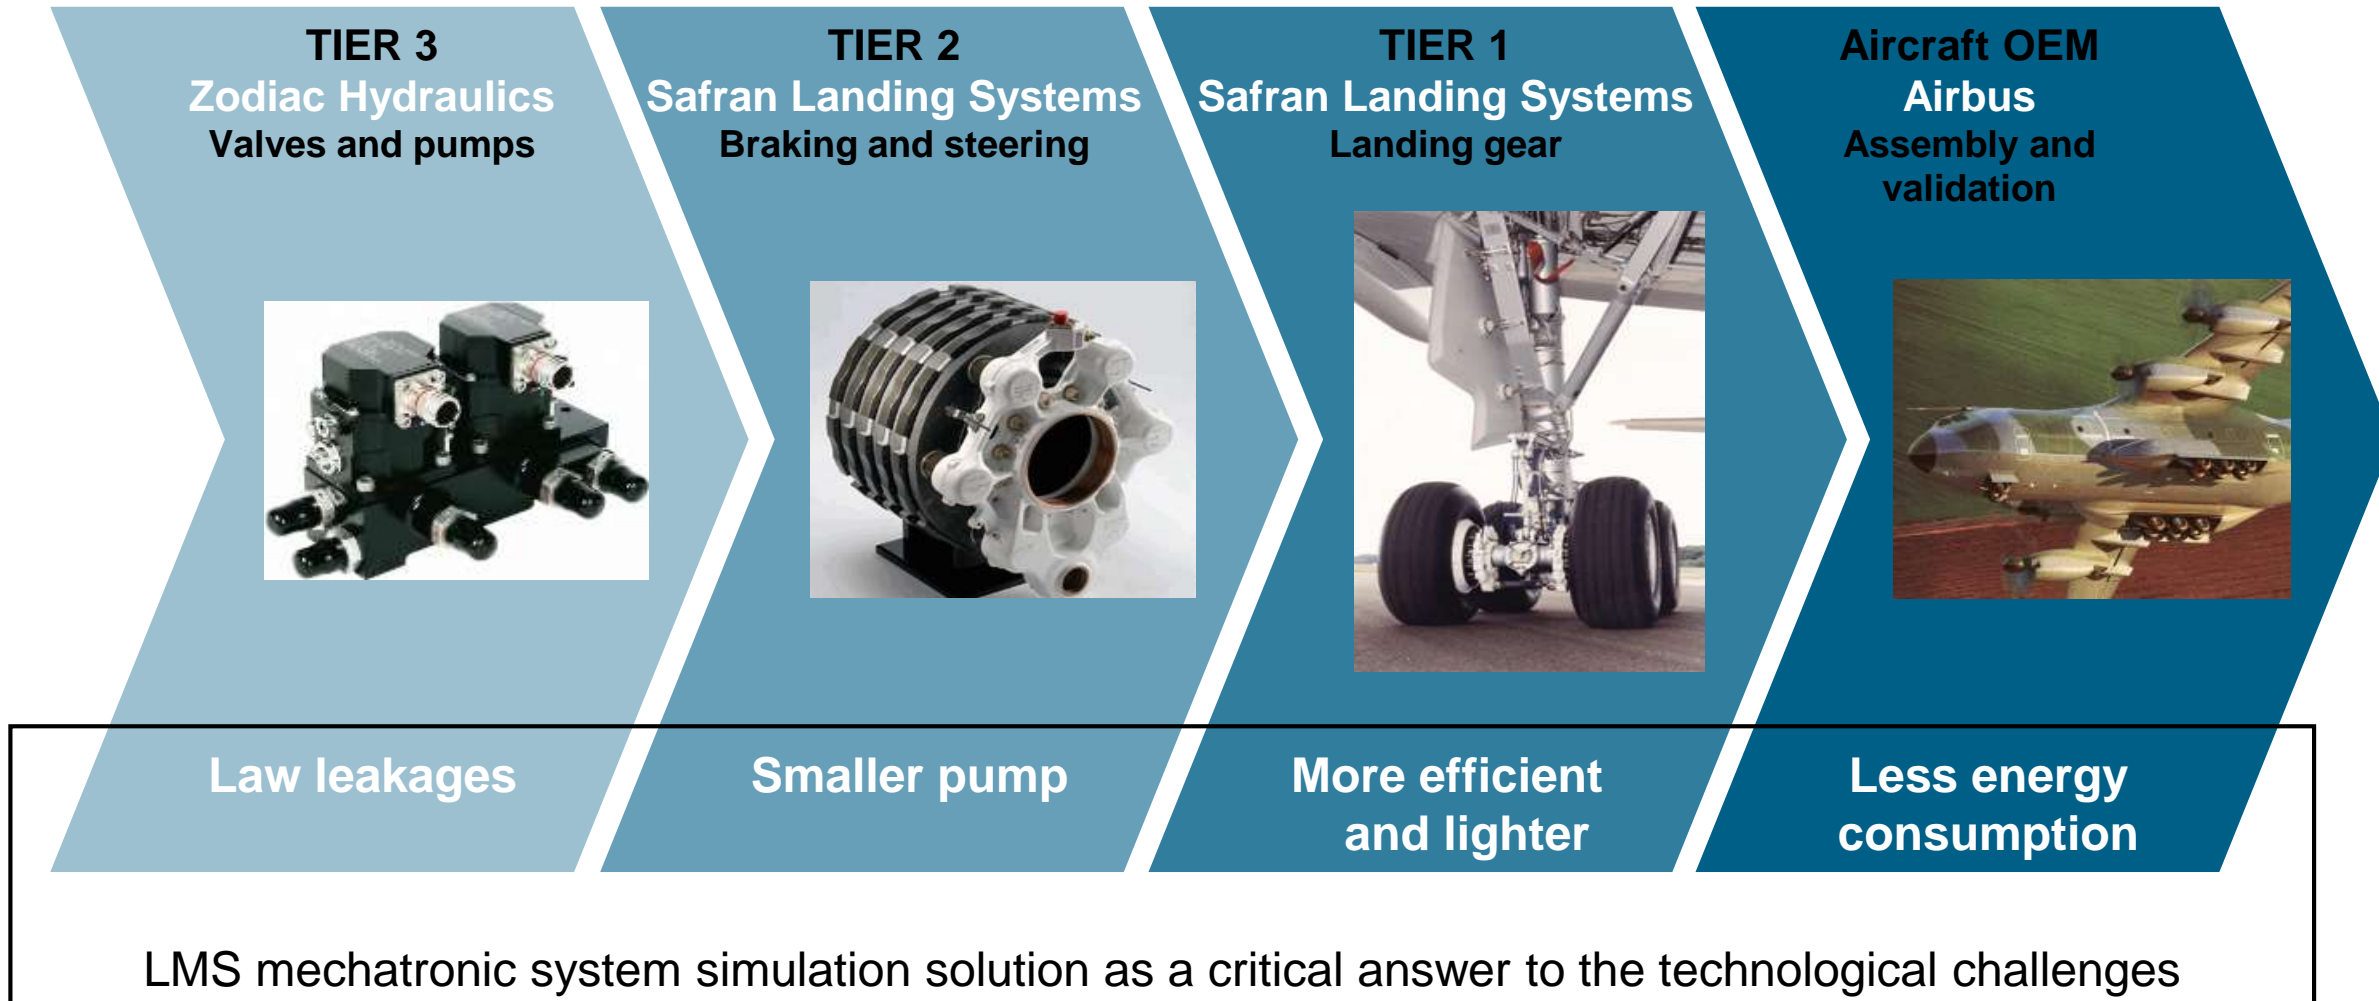 TIER 3
Zodiac Hydraulics
Valves and pumps
TIER 2
Safran Landing Systems
Braking and steering
TIER 1
Safran Landing Systems
Landing gear
Aircraft OEM
Airbus
Assembly and
validation
Law leakages
Smaller pump
More efficient
and lighter
Less energy
consumption
LMS mechatronic system simulation solution as a critical answer to the technological challenges